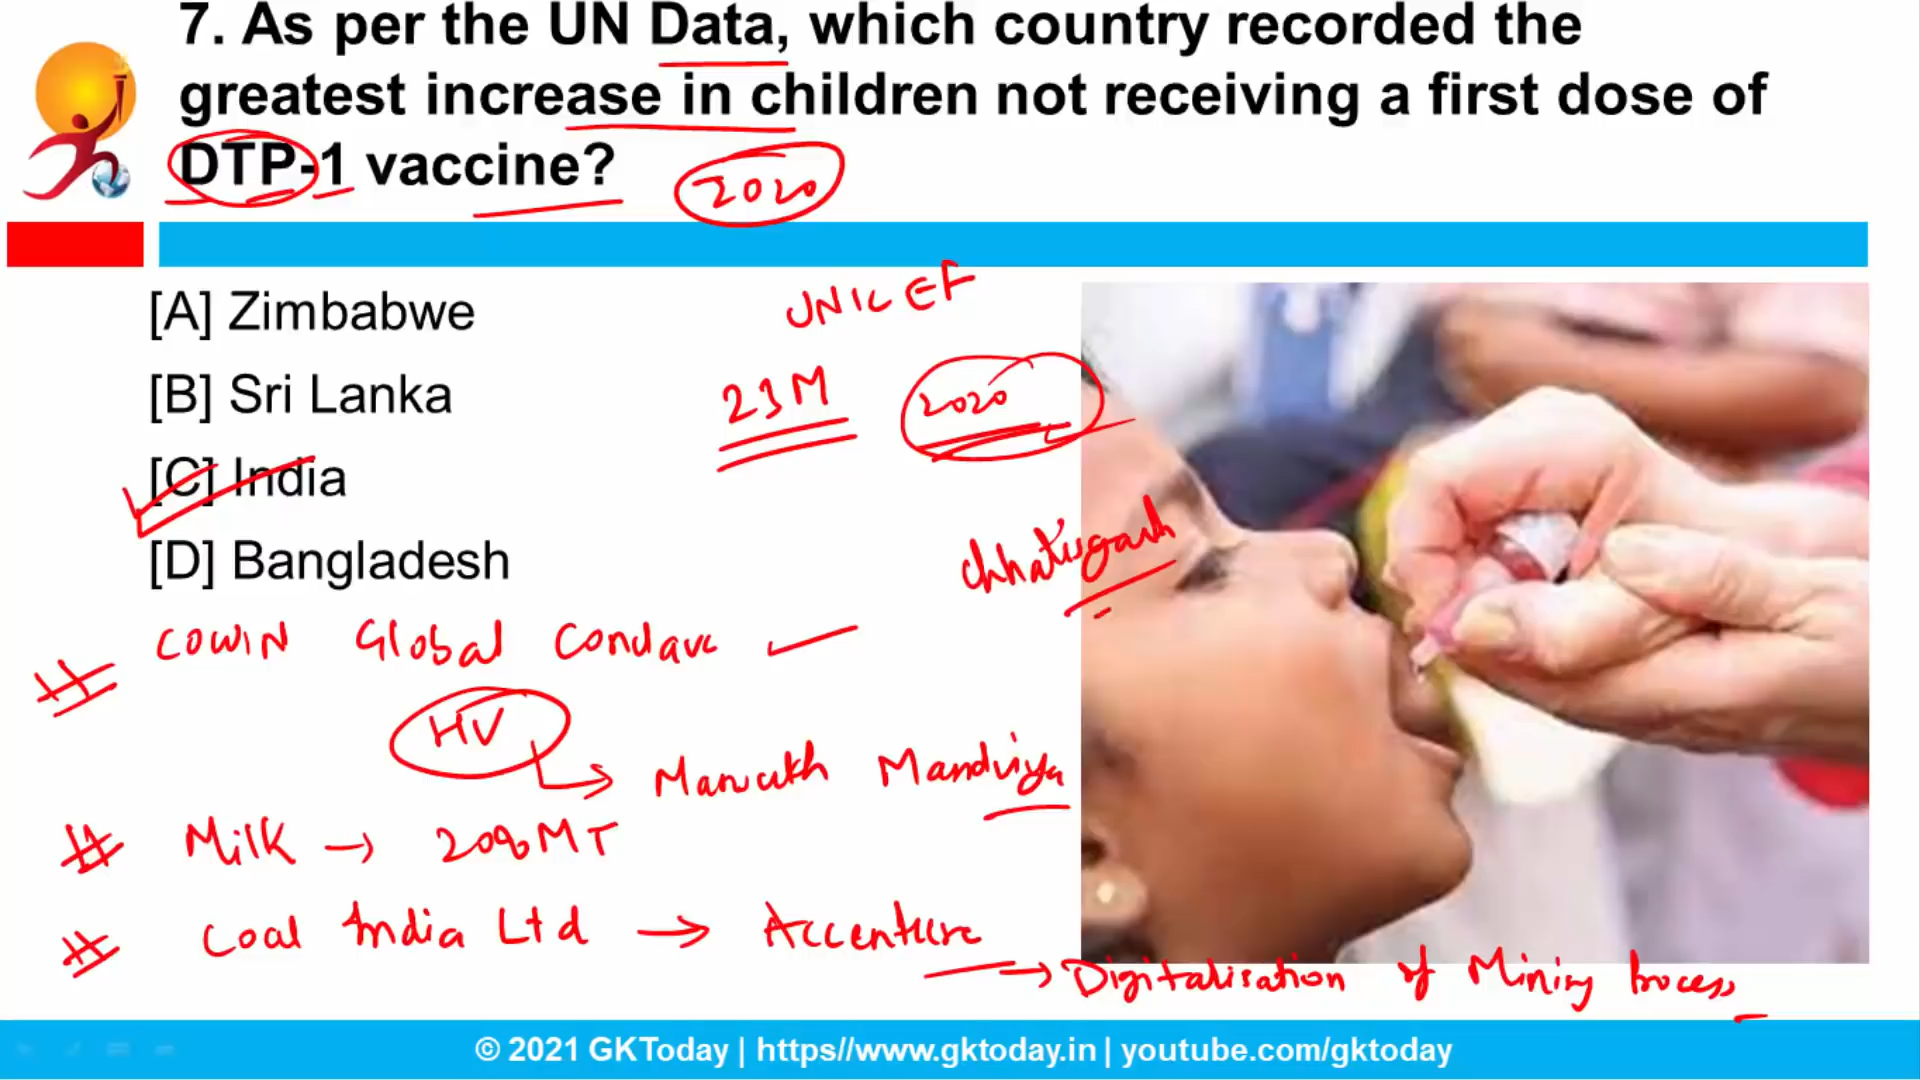 7. As per the UN Data, which country recorded the
greatest increase in children not receiving a first dose of
DTP-1 vaccine?
2020
[A] Zimbabwe
UNICEF
[B] Sri Lanka
23M 2020
[C] India
[D] Bangladesh
COWIN Global Conclave
HV
Mansukh Mandviya
Milk → MT
Coal India Ltd → Accenture
→ Digitalisation of Mining Process
© 2021 GKToday | https//www.gktoday.in | youtube.com/gktoday